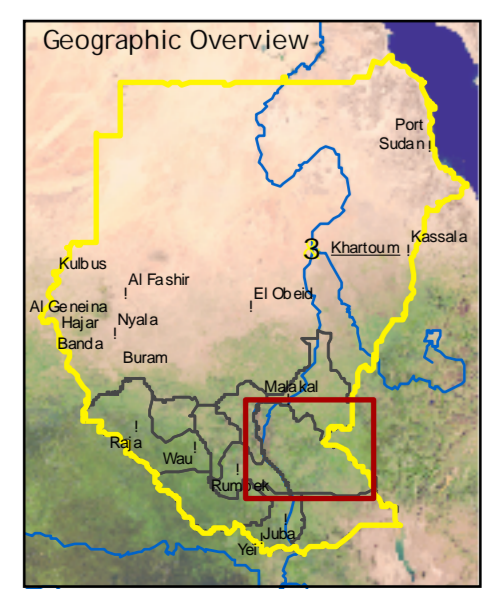 Geographic Overview
Port
Sudan
3
Khartoum
Kassala
Kulbus
Al Fashir
El Obeid
Al Geneina
Hajar
Nyala
Banda
Buram
Malakal
Raja
Wau
Rumbek
Juba
Yei